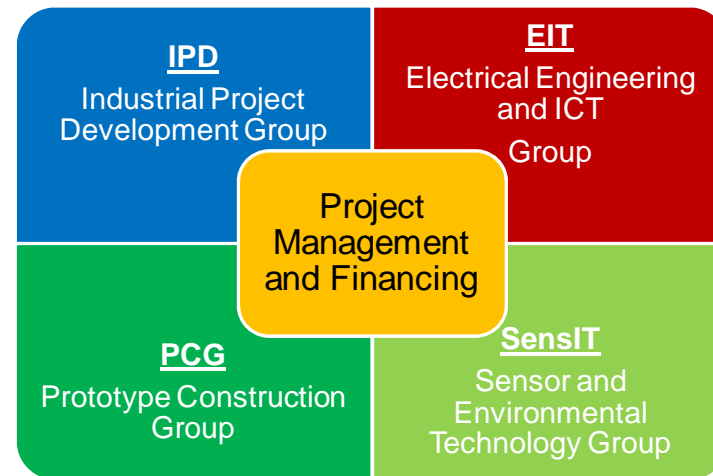 IPD
Industrial Project
Development Group
EIT
Electrical Engineering
and ICT
Group
Project
Management
and Financing
PCG
Prototype Construction
Group
SensIT
Sensor and
Environmental
Technology Group